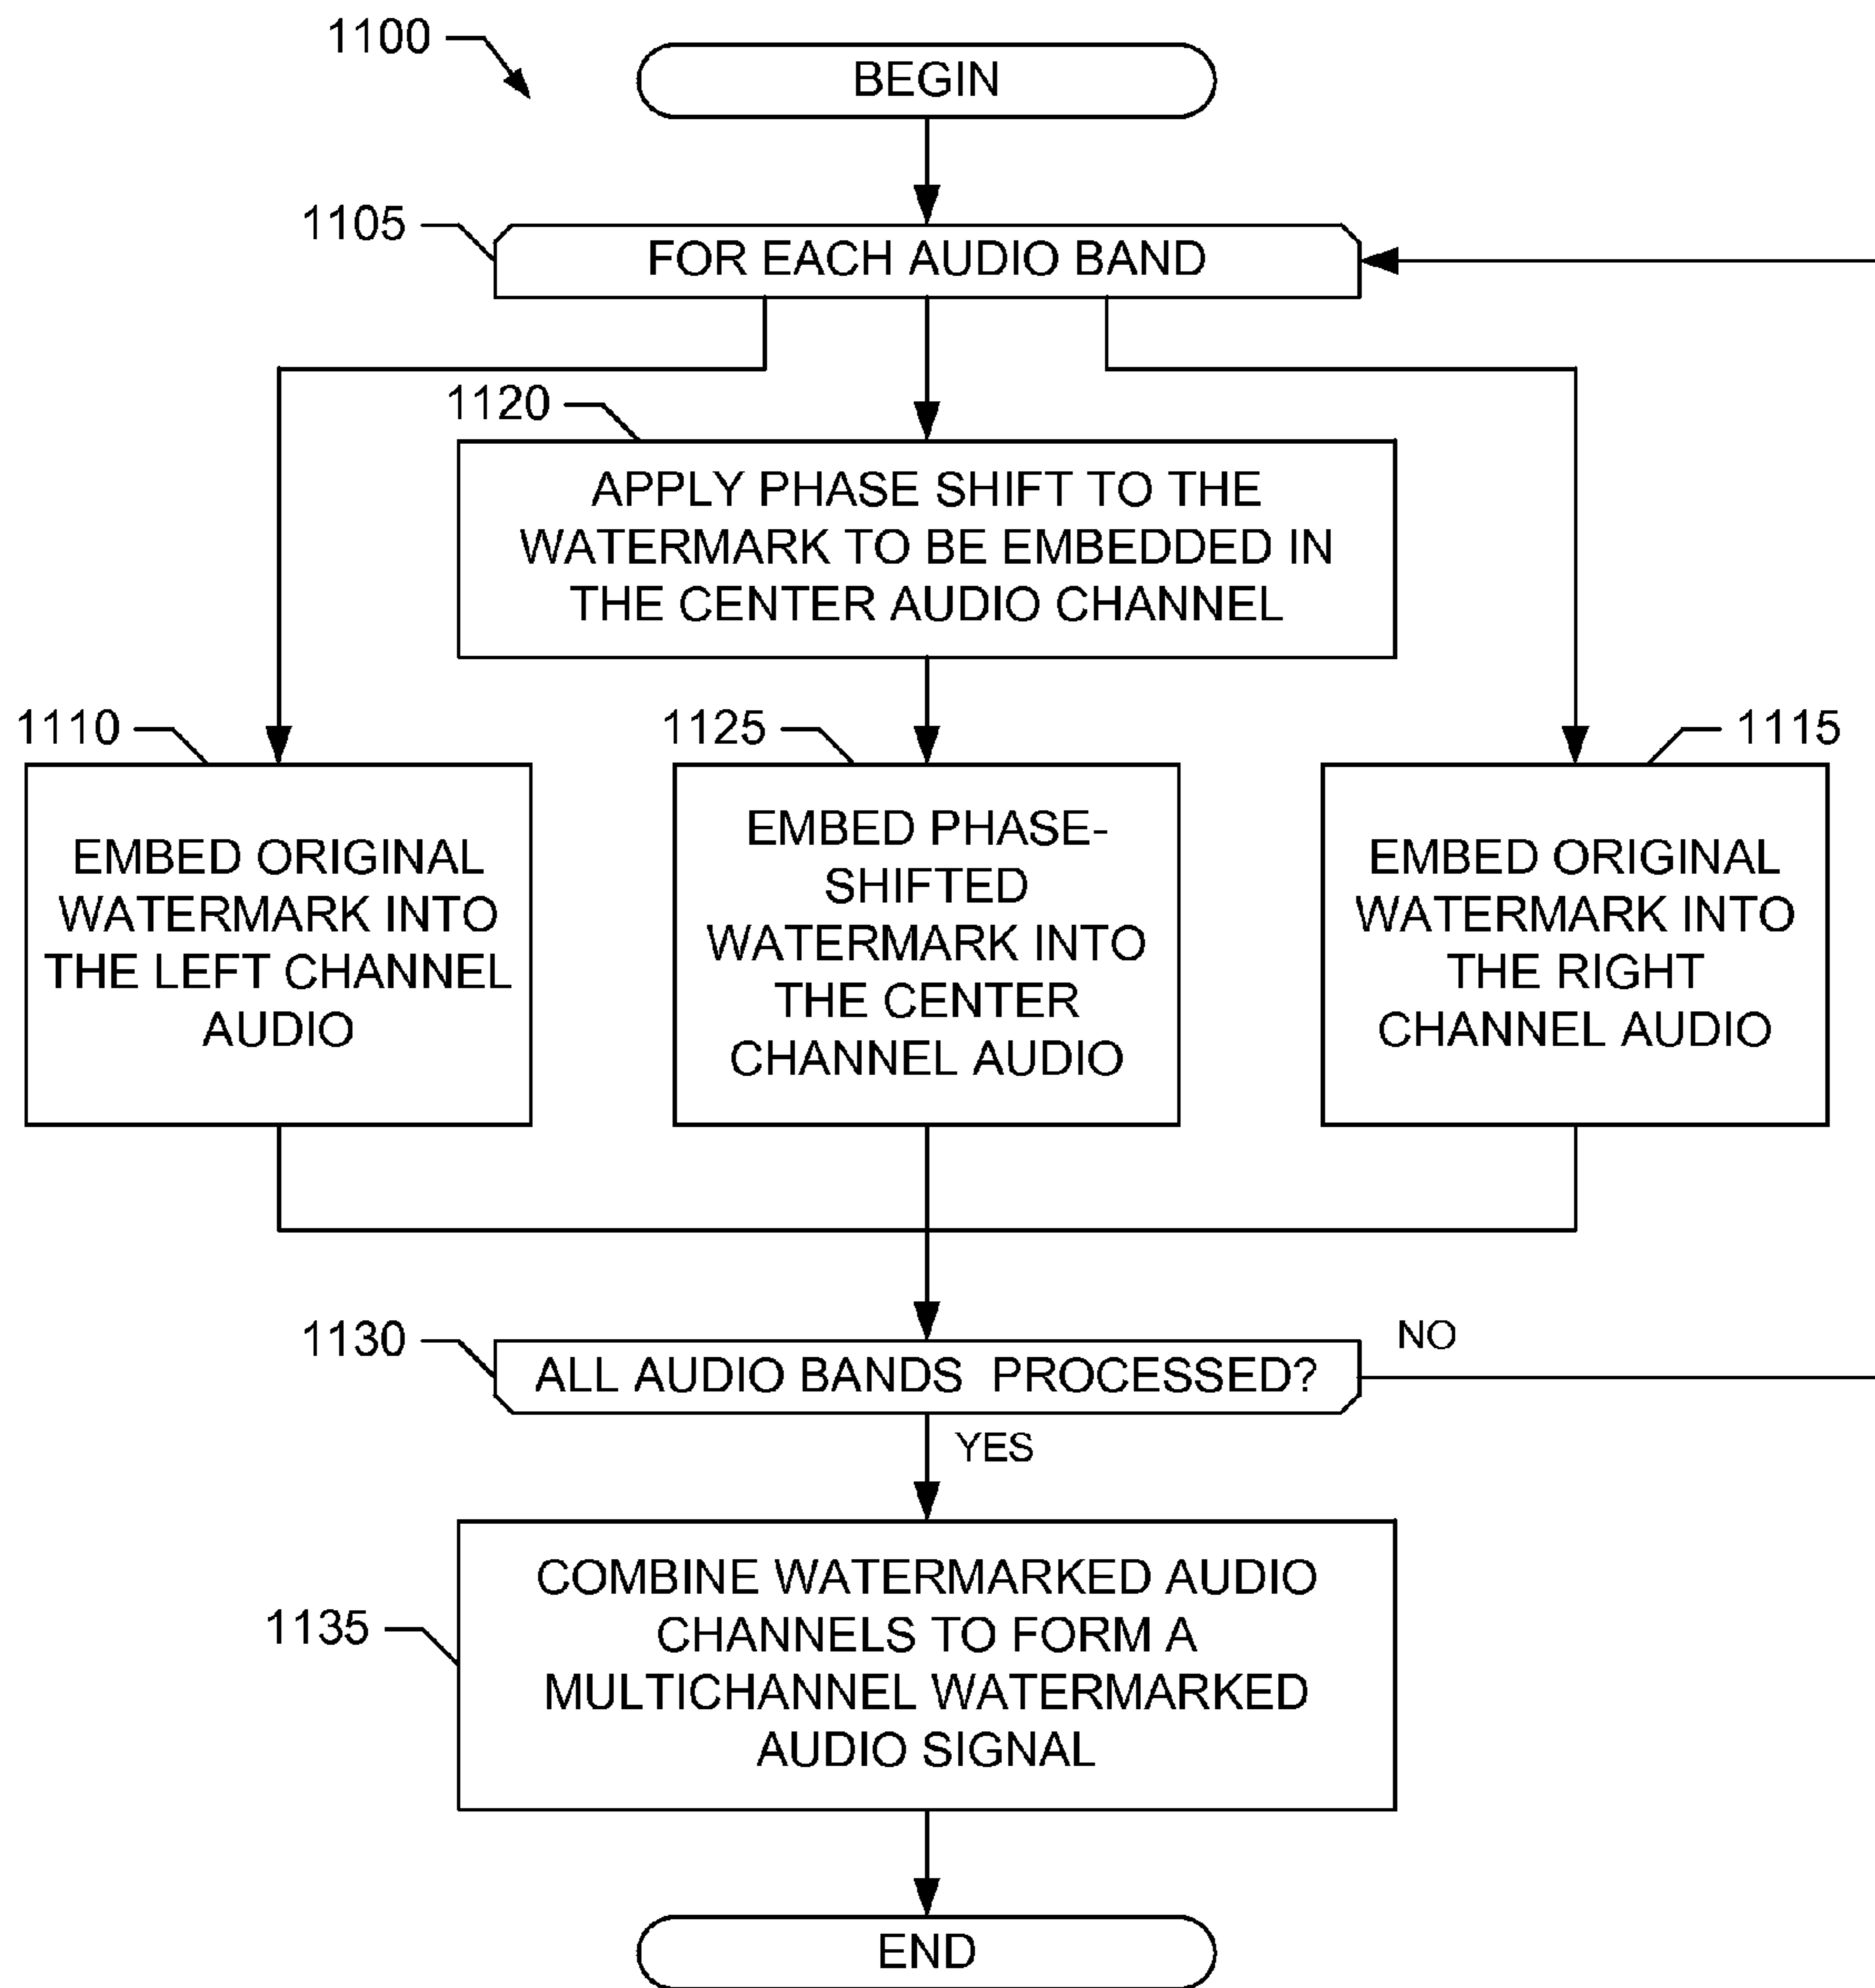 1100
BEGIN
1105
FOR EACH AUDIO BAND
1120
APPLY PHASE SHIFT TO THE
WATERMARK TO BE EMBEDDED IN
THE CENTER AUDIO CHANNEL
1110
EMBED ORIGINAL
WATERMARK INTO
THE LEFT CHANNEL
AUDIO
1125
EMBED PHASE-
SHIFTED
WATERMARK INTO
THE CENTER
CHANNEL AUDIO
1115
EMBED ORIGINAL
WATERMARK INTO
THE RIGHT
CHANNEL AUDIO
1130
ALL AUDIO BANDS PROCESSED?
NO
YES
1135
COMBINE WATERMARKED AUDIO
CHANNELS TO FORM A
MULTICHANNEL WATERMARKED
AUDIO SIGNAL
END